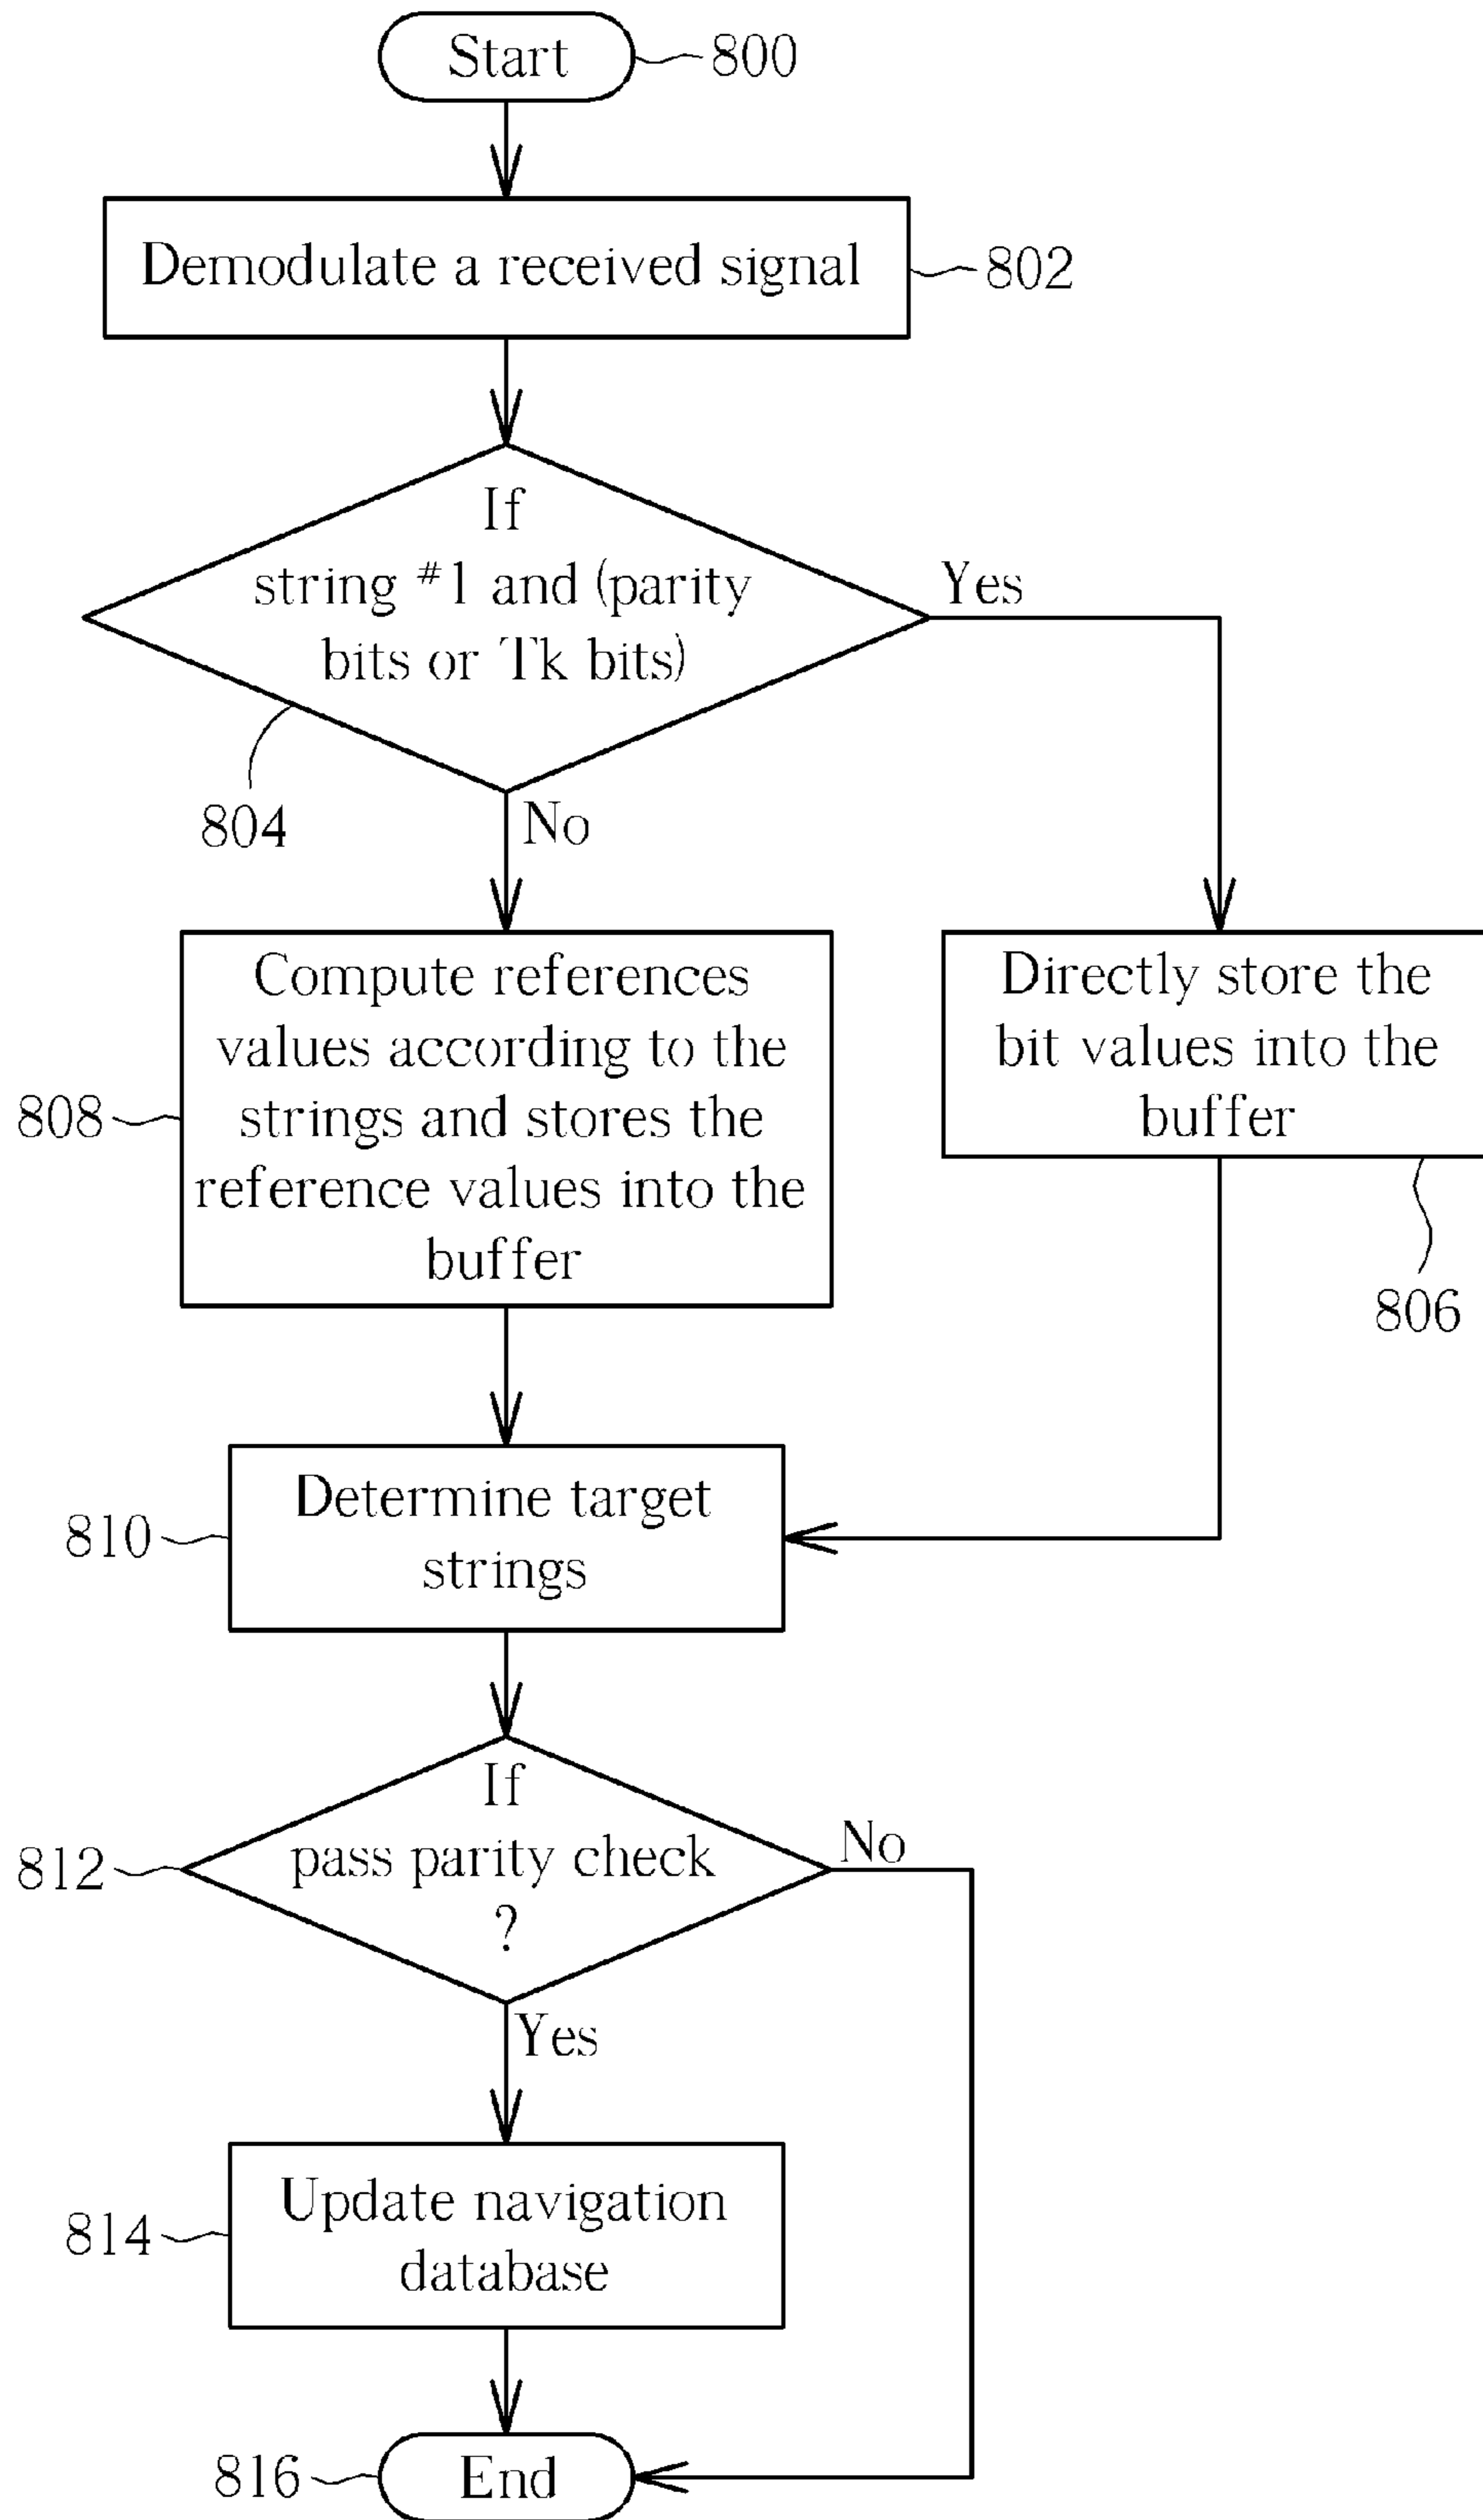 Start
800
Demodulate a received signal
802
If
string #1 and (parity
bits or Tk bits)
Yes
804
No
Compute references
values according to the
strings and stores the
reference values into the
buffer
808
Directly store the
bit values into the
buffer
806
Determine target
strings
810
If
pass parity check
?
812
No
Yes
Update navigation
database
814
End
816